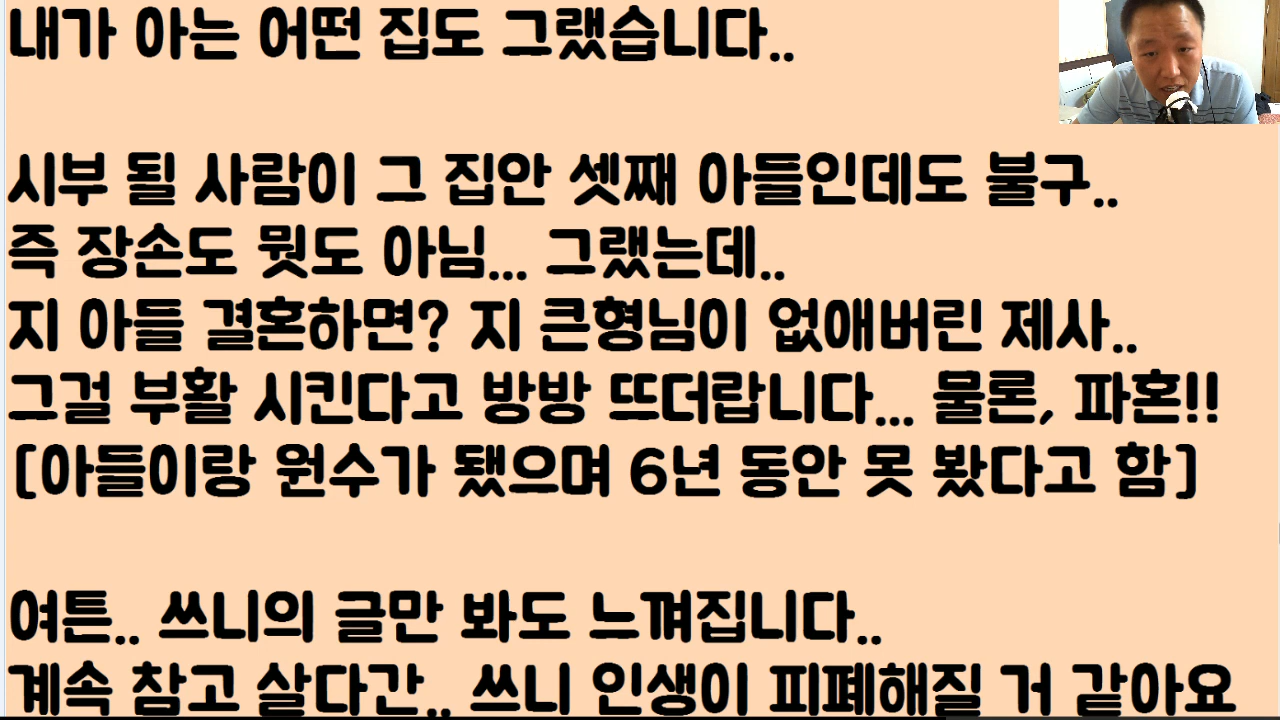 내가 아는 어떤 집도 그랬습니다..
시부 될 사람이 그 집안 셋째 아들인데도 불구..
즉 장손도 뭣도 아님... 그랬는데..
지 아들 결혼하면? 지 큰형님이 없애버린 제사..
그걸 부활 시킨다고 방방 뜨더랍니다... 물론, 파혼!!
[아들이랑 원수가 됐으며 6년 동안 못 봤다고 함]
여튼.. 쓰니의 글만 봐도 느껴집니다..
계속 참고 살다간.. 쓰니 인생이 피폐해질 거 같아요